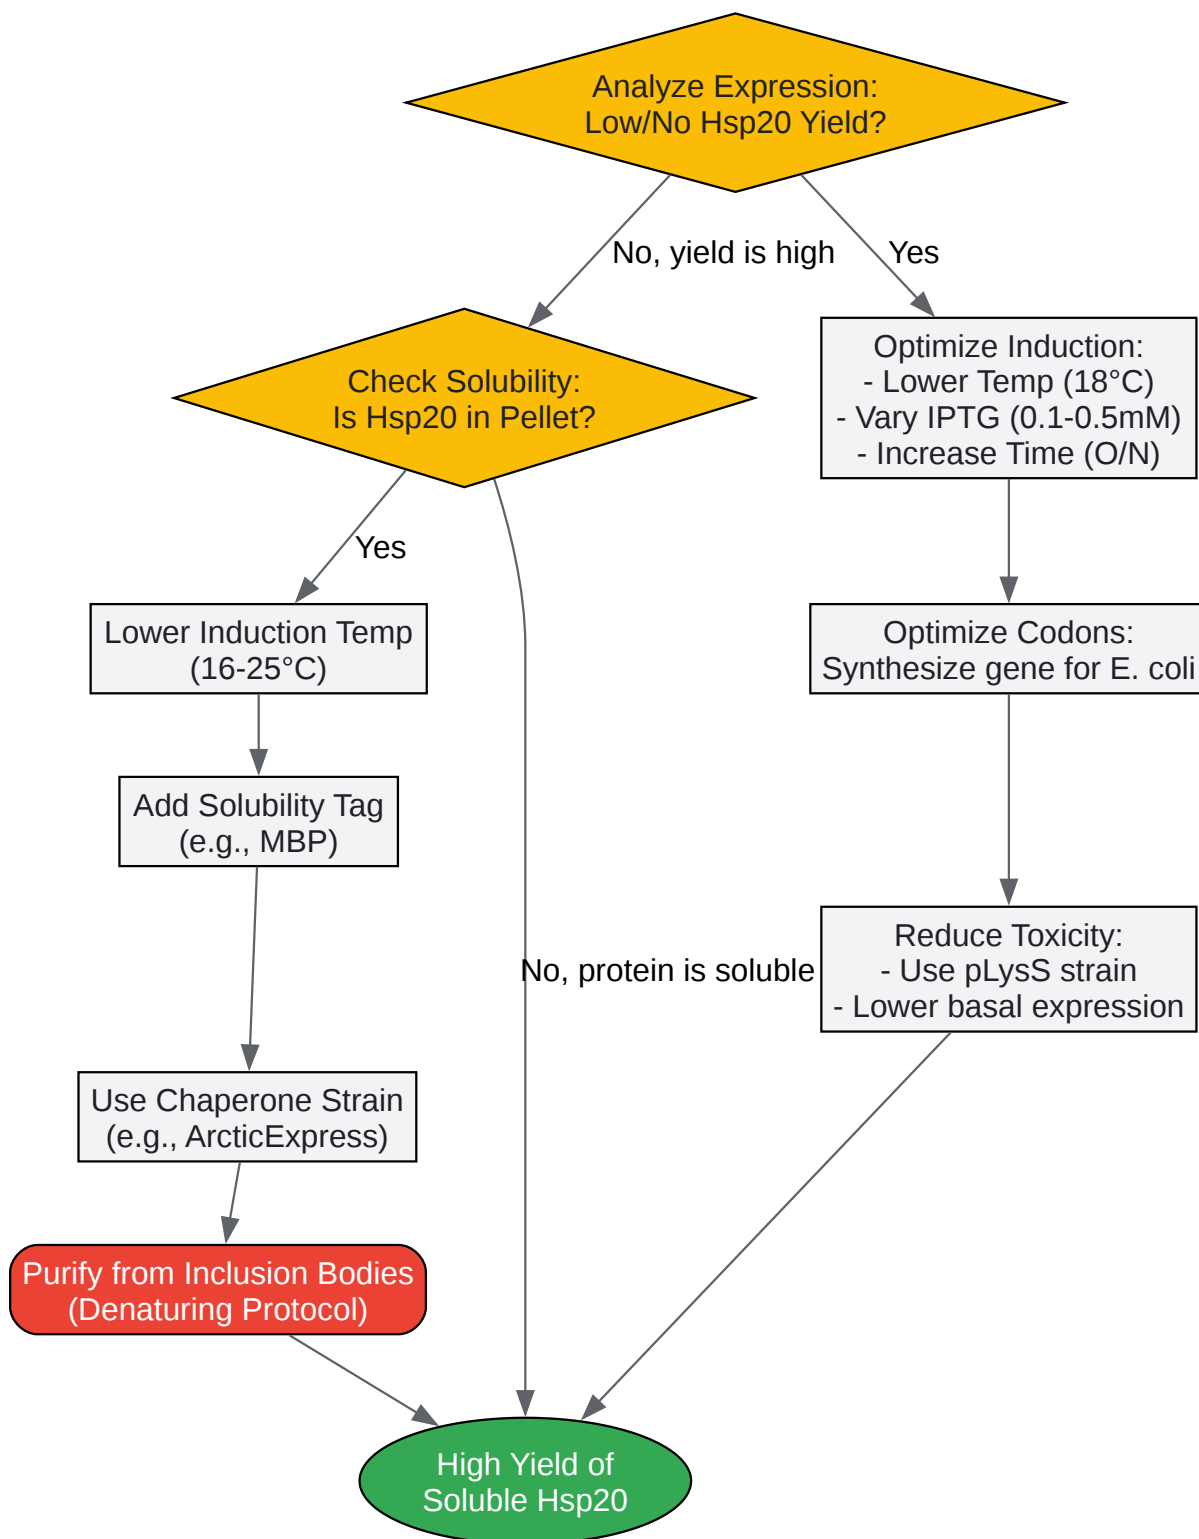 Analyze Expression:
Low/No Hsp20 Yield?
No, yield is high
Yes
Check Solubility:
Is Hsp20 in Pellet?
Optimize Induction:
- Lower Temp (18°C)
- Vary IPTG (0.1-0.5mM)
- Increase Time (O/N)
Yes
Lower Induction Temp
(16-25°C)
Optimize Codons:
Synthesize gene for E. coli
Add Solubility Tag
(e.g., MBP)
No, protein is soluble
Reduce Toxicity:
- Use pLysS strain
- Lower basal expression
Use Chaperone Strain
(e.g., ArcticExpress)
Purify from Inclusion Bodies
(Denaturing Protocol)
High Yield of
Soluble Hsp20